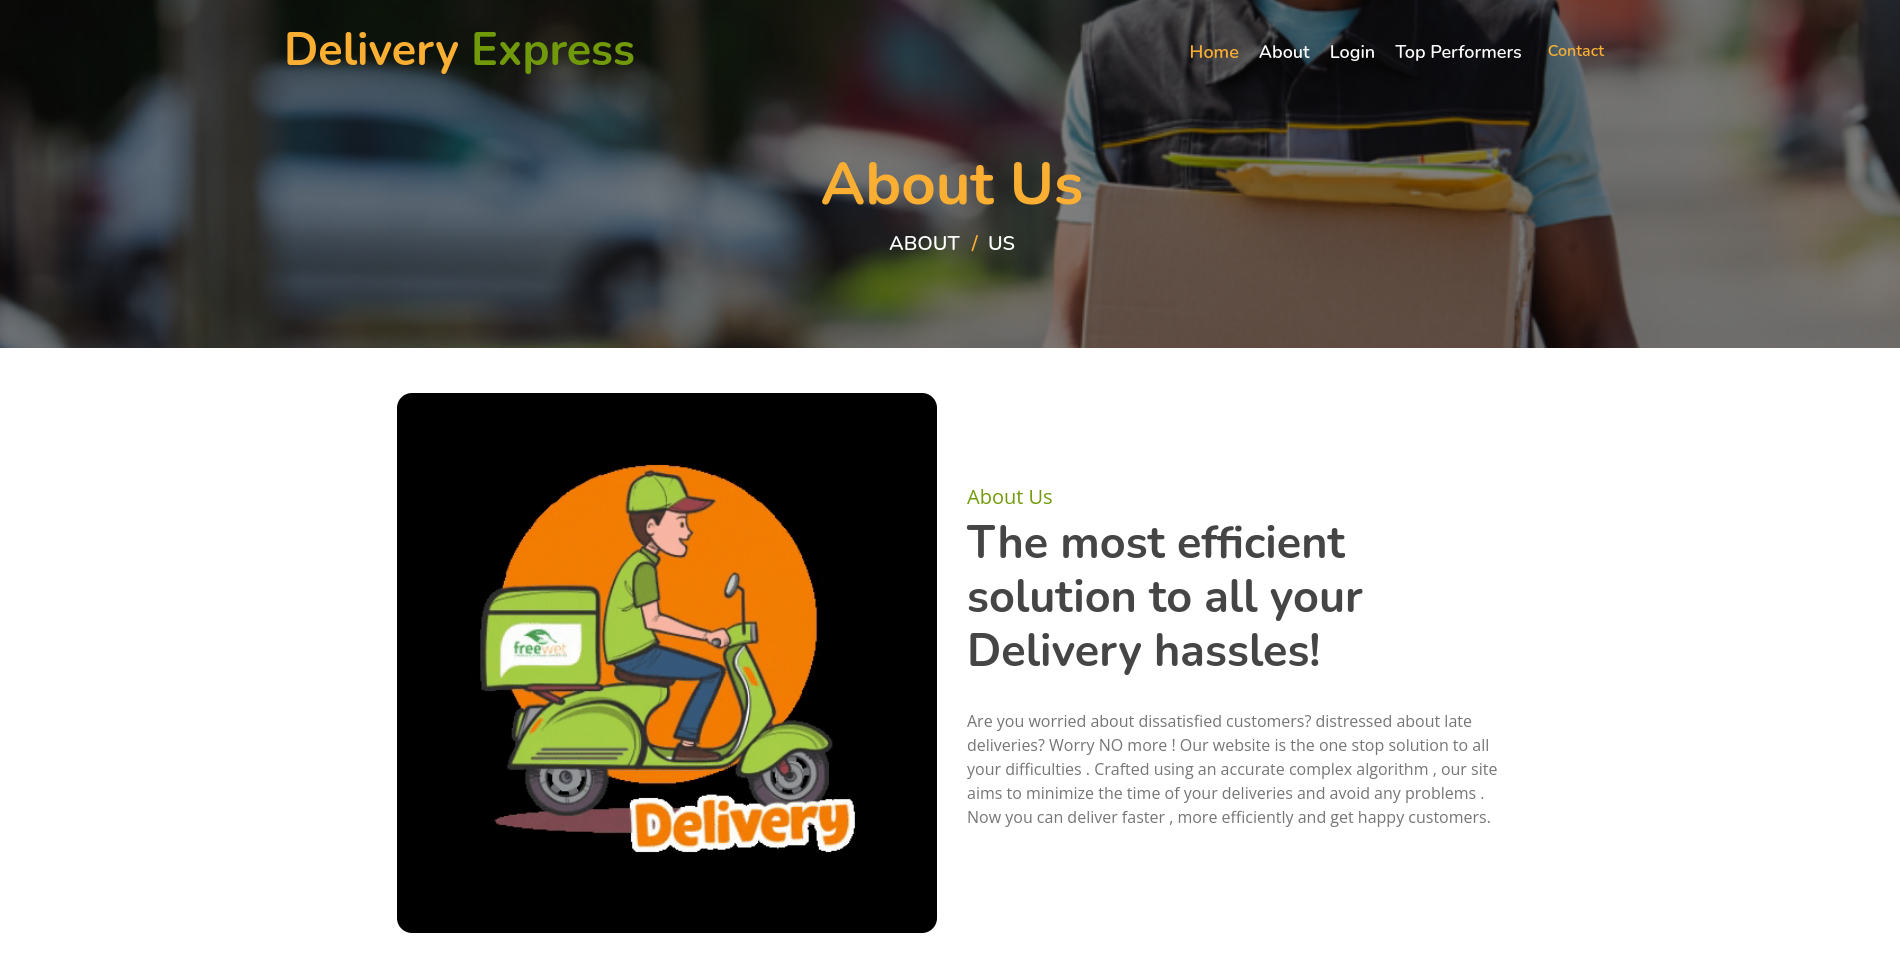 Delivery Express
Home About Login Top Performers Contact
About Us
ABOUT / US
freewet
Delivery
About Us
The most efficient
solution to all your
Delivery hassles!
Are you worried about dissatisfied customers? distressed about late
deliveries? Worry NO more ! Our website is the one stop solution to all
your difficulties . Crafted using an accurate complex algorithm , our site
aims to minimize the time of your deliveries and avoid any problems .
Now you can deliver faster , more efficiently and get happy customers.